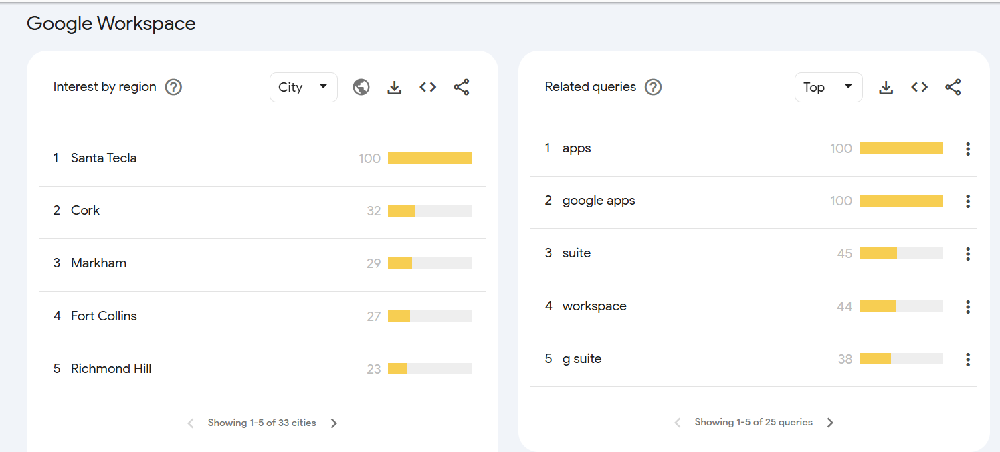 Google Workspace
Interest by region
City
1 Santa Tecla 100
2 Cork 32
3 Markham 29
4 Fort Collins 27
5 Richmond Hill 23
Showing 1-5 of 33 cities
Related queries
Top
1 apps 100
2 google apps 100
3 suite 45
4 workspace 44
5 g suite 38
Showing 1-5 of 25 queries